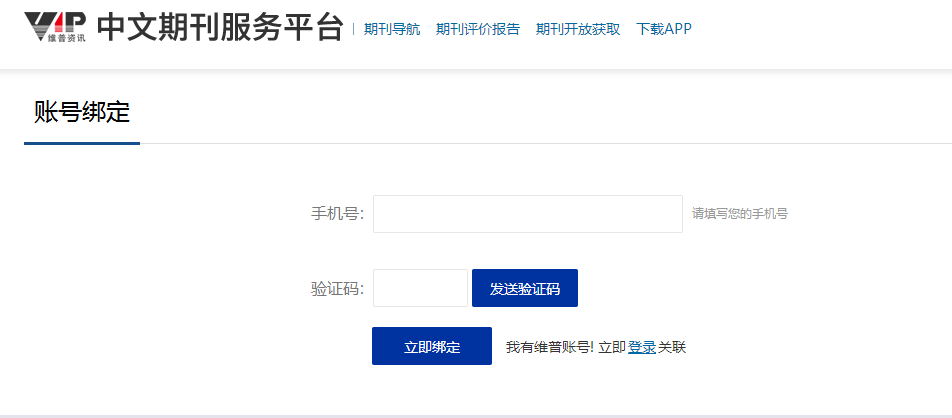 VIP 维普资讯 中文期刊服务平台 | 期刊导航 期刊评价报告 期刊开放获取 下载APP
账号绑定
手机号: 请填写您的手机号
验证码: 发送验证码
立即绑定 我有维普账号! 立即登录关联